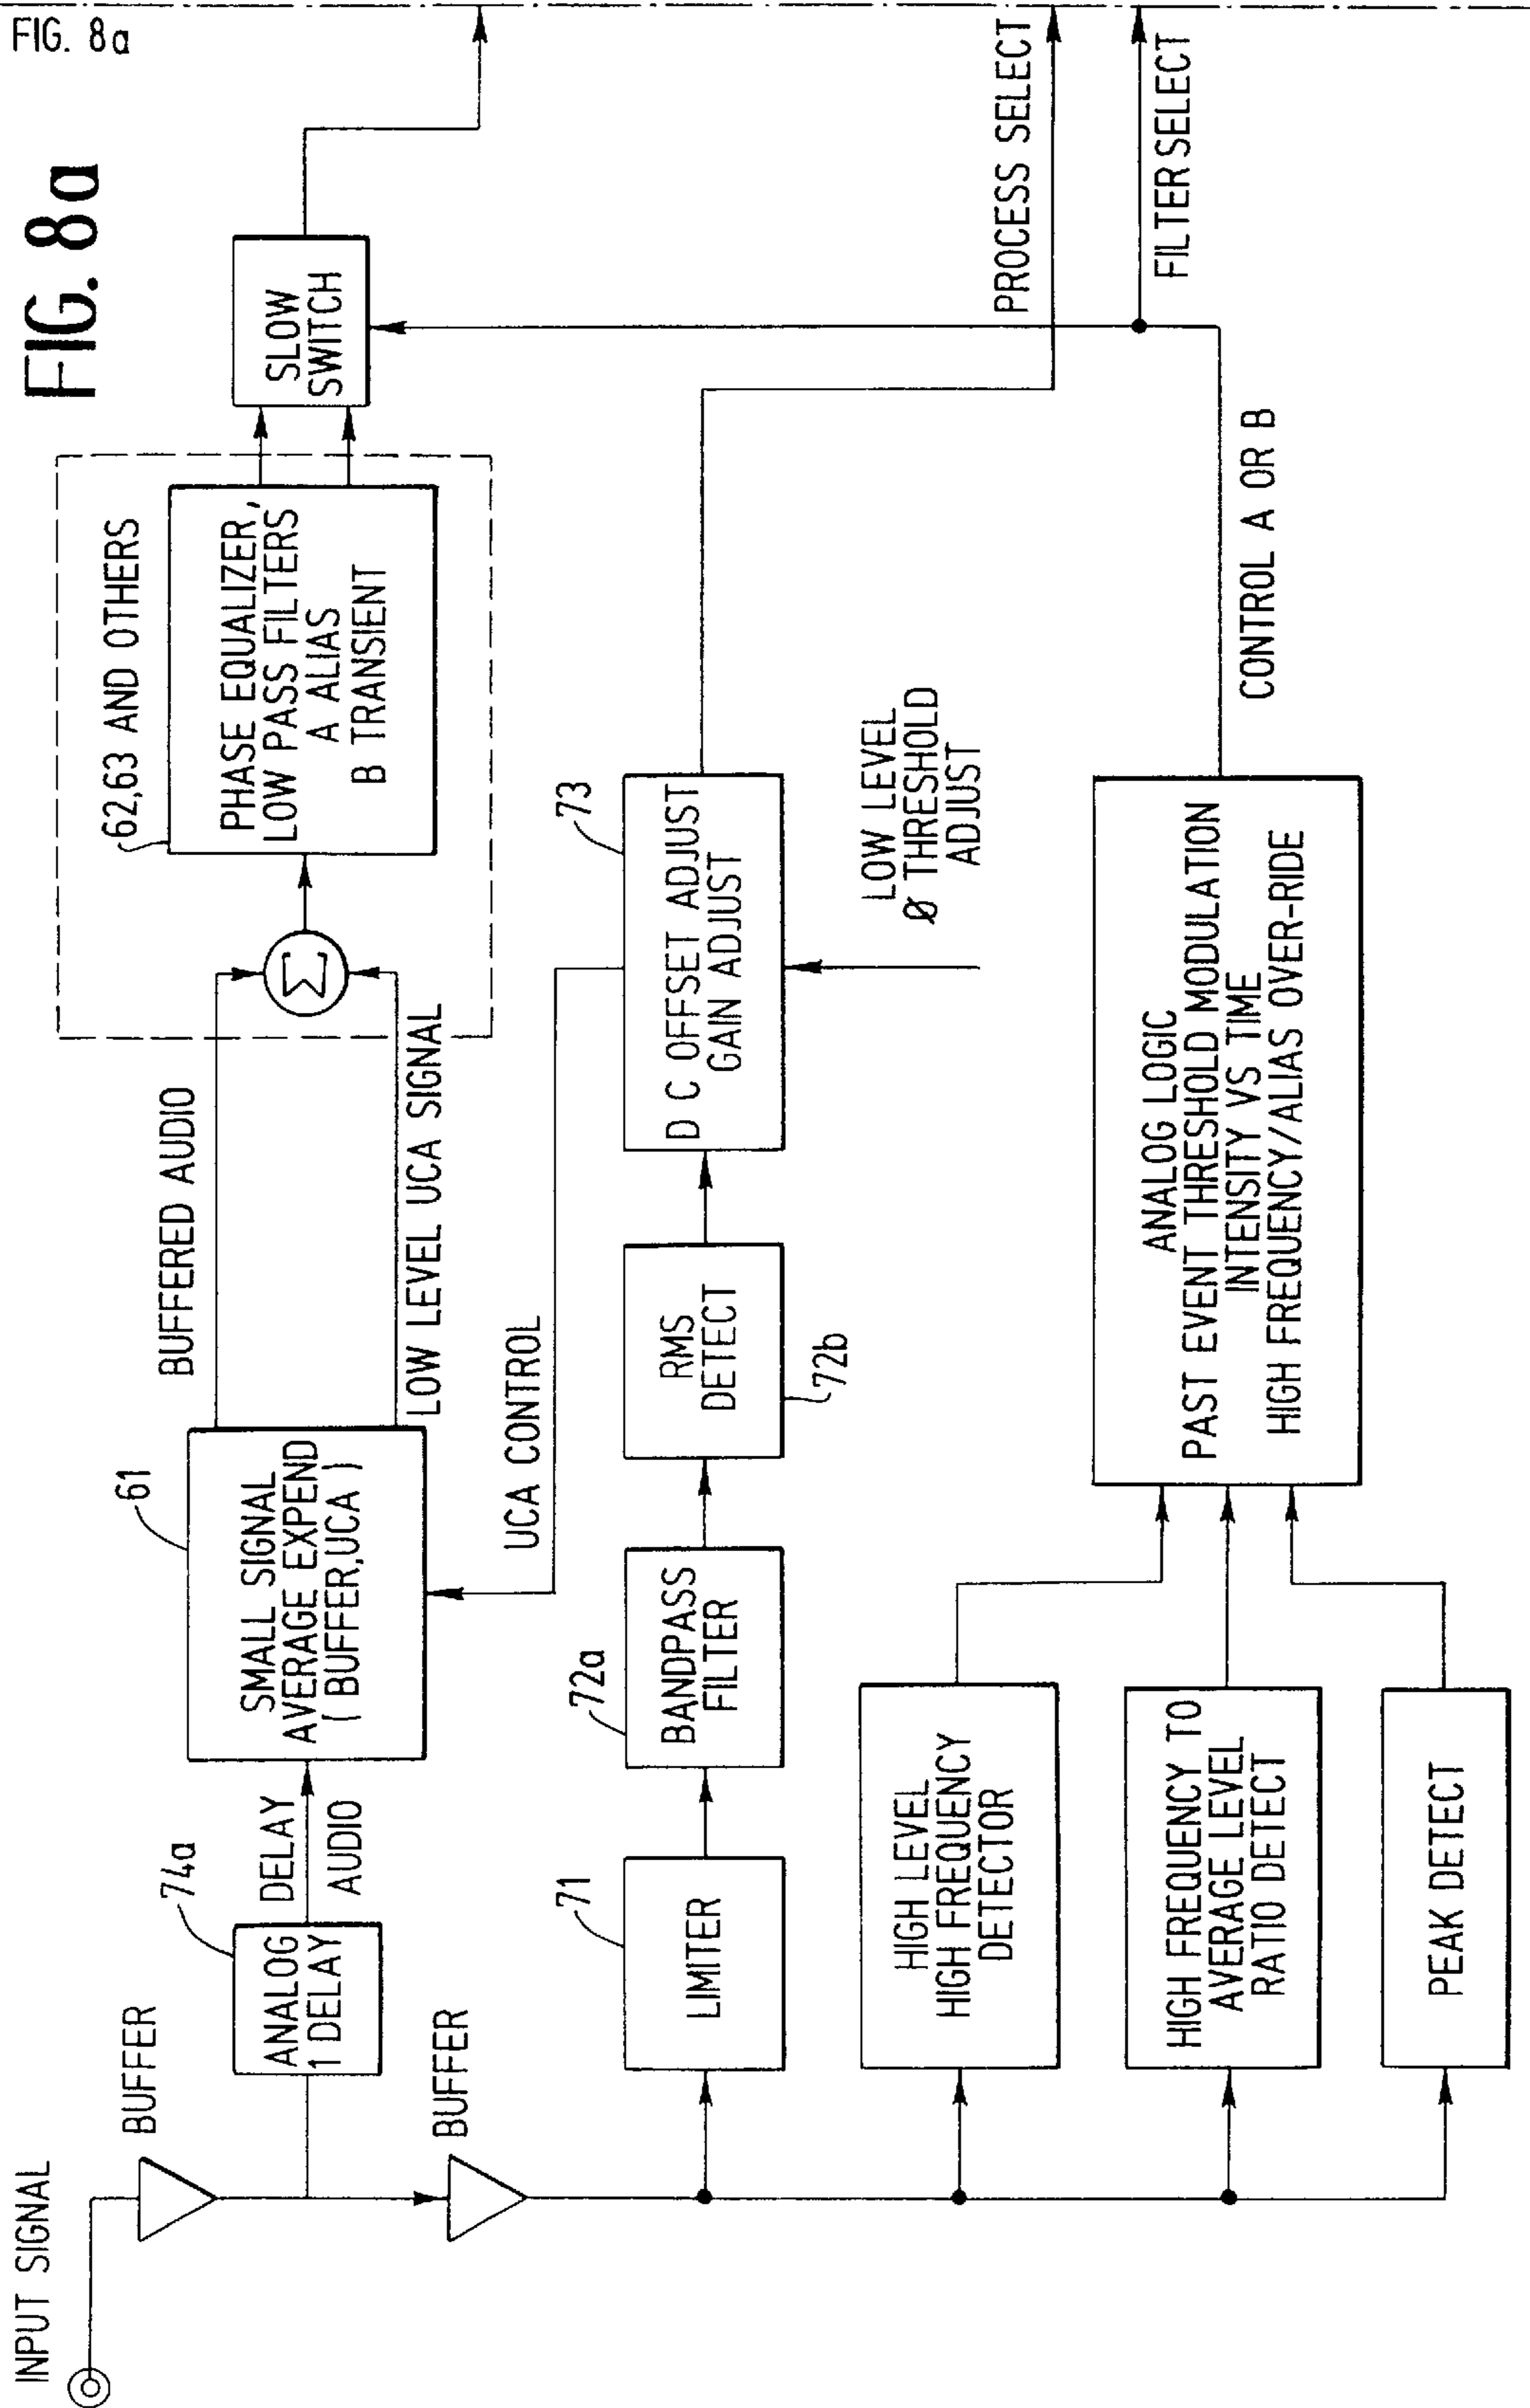 FIG. 8a
FIG. 8a
INPUT SIGNAL
BUFFER
74a
ANALOG
1 DELAY
DELAY
AUDIO
61
SMALL SIGNAL
AVERAGE EXPEND
( BUFFER,UCA )
BUFFERED AUDIO
LOW LEVEL UCA SIGNAL
Σ
62,63 AND OTHERS
PHASE EQUALIZER,
LOW PASS FILTERS
A ALIAS
B TRANSIENT
SLOW
SWITCH
BUFFER
UCA CONTROL
71
LIMITER
72a
BANDPASS
FILTER
RMS
DETECT
72b
73
D C OFFSET ADJUST
GAIN ADJUST
LOW LEVEL
Ø THRESHOLD
ADJUST
PROCESS SELECT
FILTER SELECT
HIGH LEVEL
HIGH FREQUENCY
DETECTOR
HIGH FREQUENCY TO
AVERAGE LEVEL
RATIO DETECT
PEAK DETECT
ANALOG LOGIC
PAST EVENT THRESHOLD MODULATION
INTENSITY VS TIME
HIGH FREQUENCY/ALIAS OVER-RIDE
CONTROL A OR B